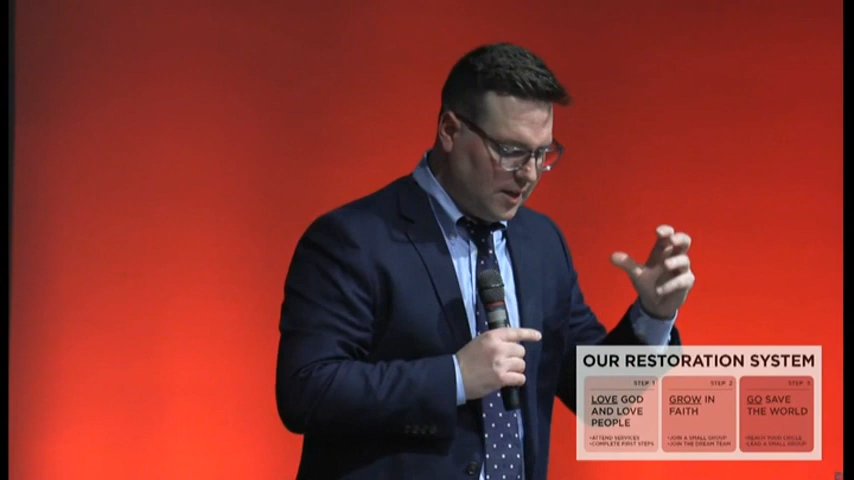 OUR RESTORATION SYSTEM
STEP 1
LOVE GOD
AND LOVE
PEOPLE
•ATTEND SERVICES
•COMPLETE FIRST STEPS
STEP 2
GROW IN
FAITH
•JOIN A SMALL GROUP
•JOIN THE DREAM TEAM
STEP 3
GO SAVE
THE WORLD
•REACH YOUR CIRCLE
•LEAD A SMALL GROUP